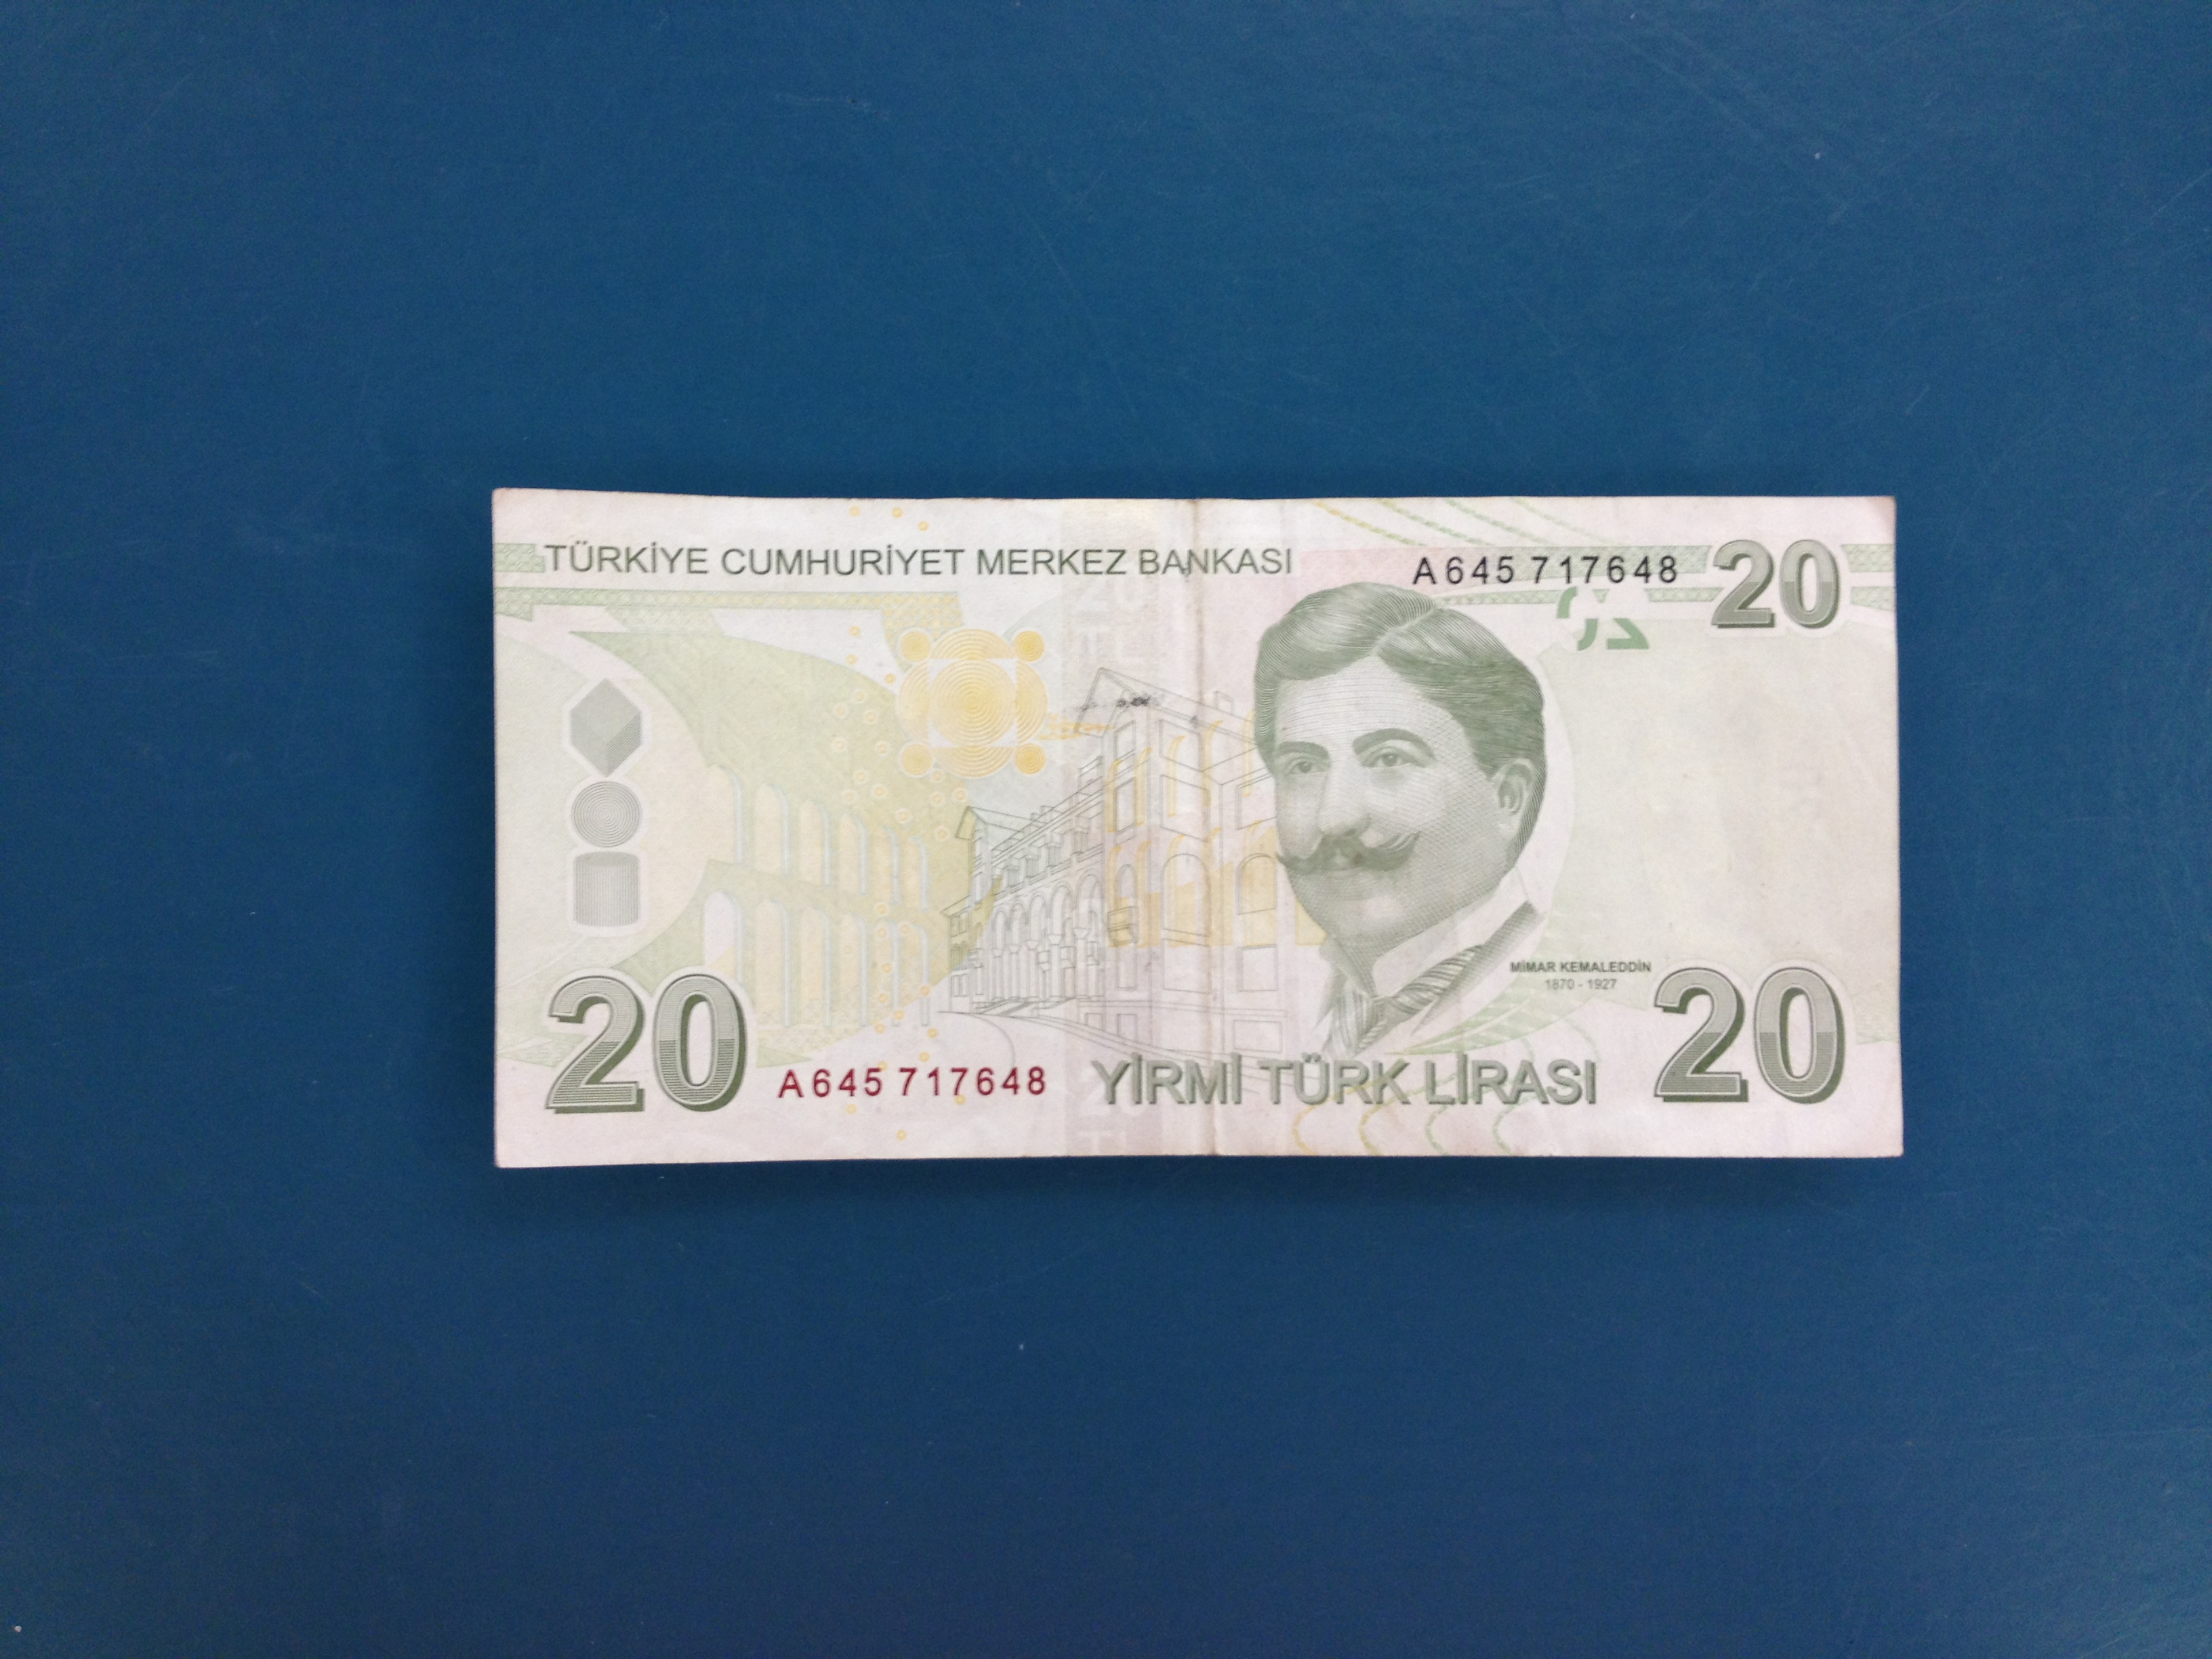 TÜRKİYE CUMHURİYET MERKEZ BANKASI
A645 717648
20
MİMAR KEMALEDDİN
1870 - 1927
20
A645 717648
YİRMİ TÜRK LİRASI
20